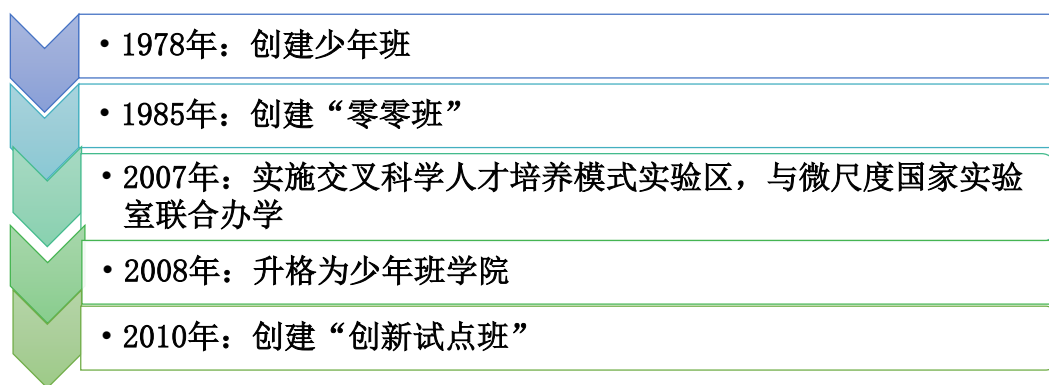 • 1978年：创建少年班
• 1985年：创建“零零班”
• 2007年：实施交叉科学人才培养模式实验区，与微尺度国家实验
室联合办学
• 2008年：升格为少年班学院
• 2010年：创建“创新试点班”